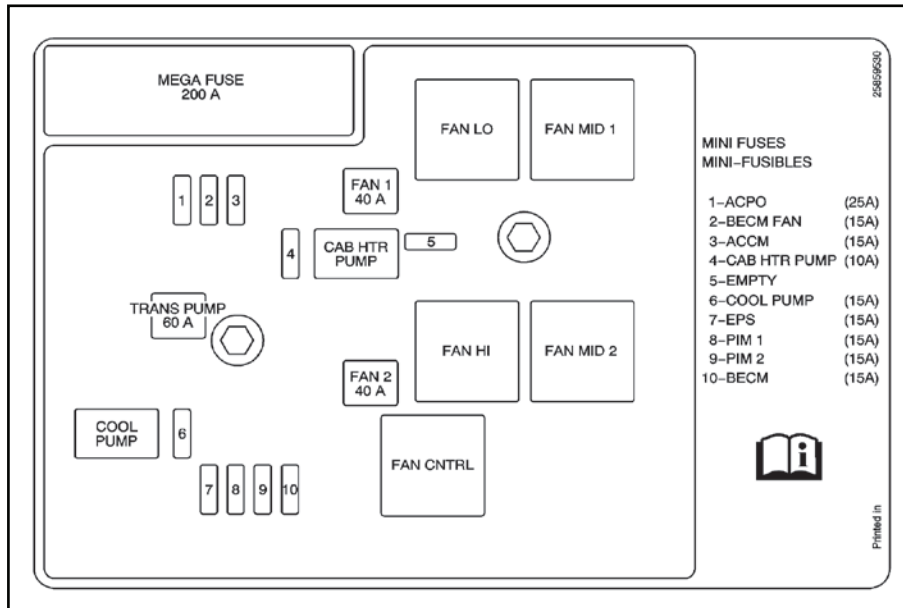 MEGA FUSE
200 A
FAN LO
FAN MID 1
FAN 1
40 A
1
2
3
4
CAB HTR
PUMP
5
TRANS PUMP
60 A
FAN HI
FAN MID 2
FAN 2
40 A
COOL
PUMP
6
FAN CNTRL
7
8
9
10
25859530
MINI FUSES
MINI-FUSIBLES
1-ACPO (25A)
2-BECM FAN (15A)
3-ACCM (15A)
4-CAB HTR PUMP (10A)
5-EMPTY
6-COOL PUMP (15A)
7-EPS (15A)
8-PIM 1 (15A)
9-PIM 2 (15A)
10-BECM (15A)
i
Printed in